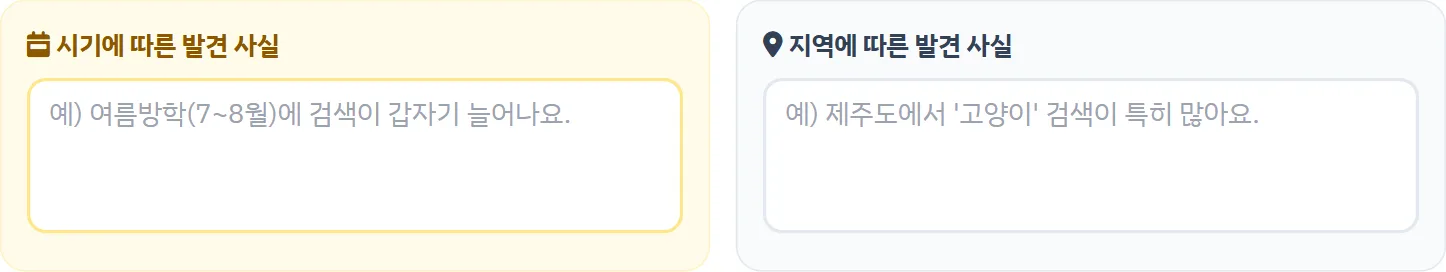 시기에 따른 발견 사실
예) 여름방학(7~8월)에 검색이 갑자기 늘어나요.
지역에 따른 발견 사실
예) 제주도에서 '고양이' 검색이 특히 많아요.